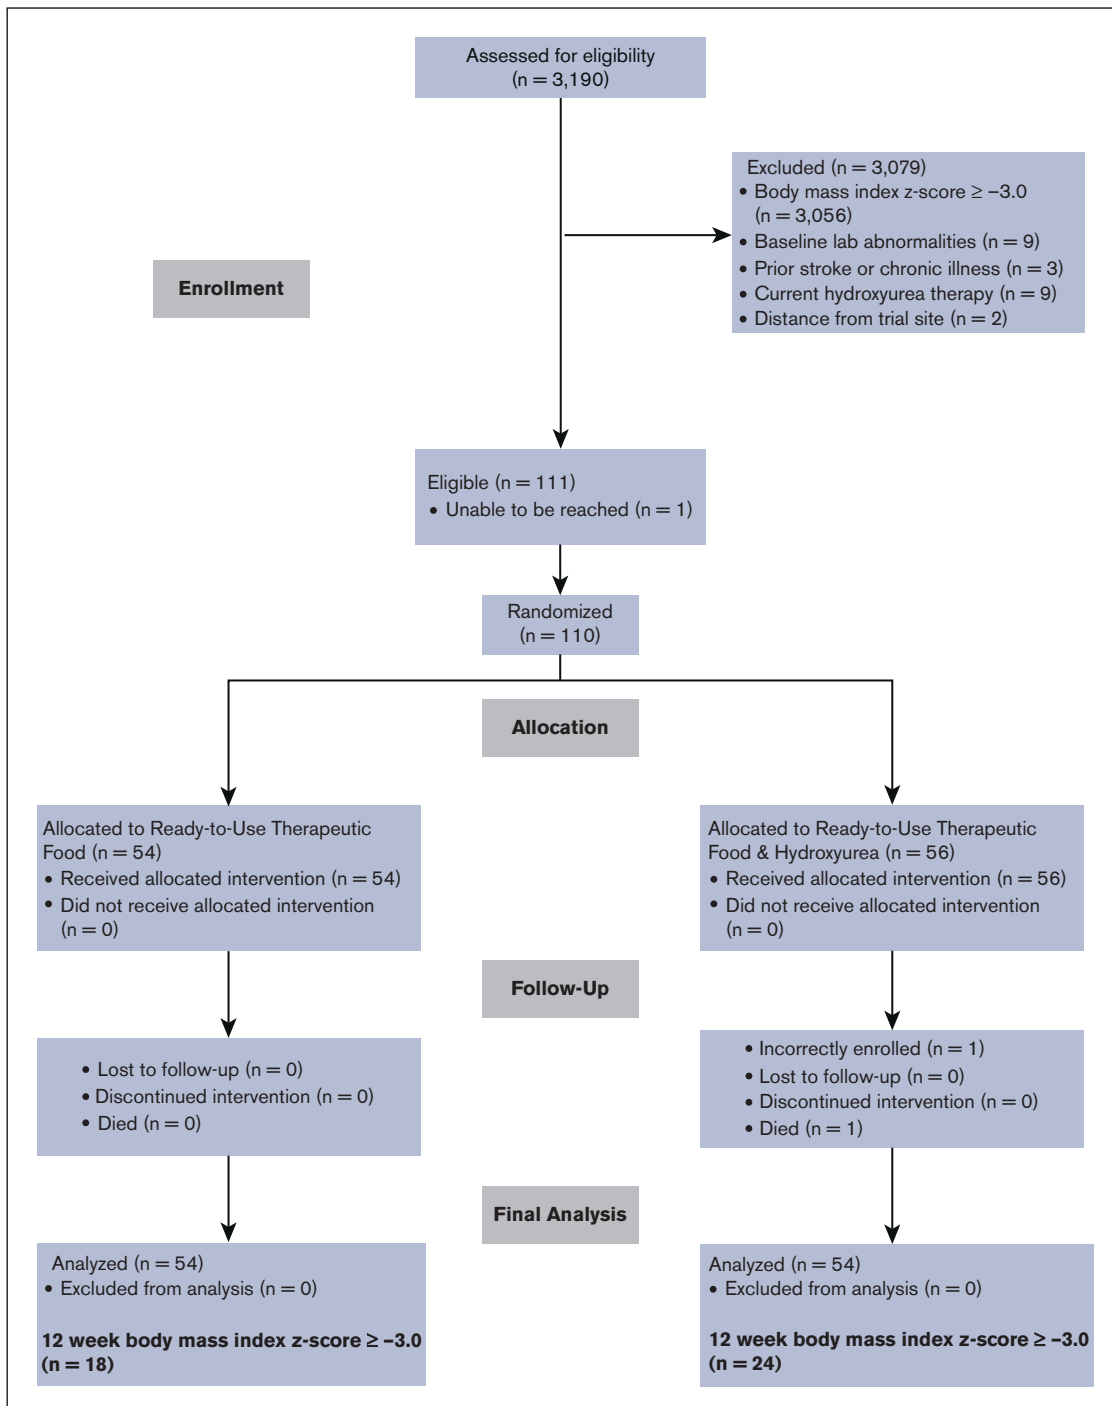 Assessed for eligibility
(n = 3,190)
Excluded (n = 3,079)
• Body mass index z-score ≥ –3.0
(n = 3,056)
• Baseline lab abnormalities (n = 9)
• Prior stroke or chronic illness (n = 3)
• Current hydroxyurea therapy (n = 9)
• Distance from trial site (n = 2)
Enrollment
Eligible (n = 111)
• Unable to be reached (n = 1)
Randomized
(n = 110)
Allocation
Allocated to Ready-to-Use Therapeutic
Food (n = 54)
• Received allocated intervention (n = 54)
• Did not receive allocated intervention
(n = 0)
Allocated to Ready-to-Use Therapeutic
Food & Hydroxyurea (n = 56)
• Received allocated intervention (n = 56)
• Did not receive allocated intervention
(n = 0)
Follow-Up
• Lost to follow-up (n = 0)
• Discontinued intervention (n = 0)
• Died (n = 0)
• Incorrectly enrolled (n = 1)
• Lost to follow-up (n = 0)
• Discontinued intervention (n = 0)
• Died (n = 1)
Final Analysis
Analyzed (n = 54)
• Excluded from analysis (n = 0)
12 week body mass index z-score ≥ –3.0
(n = 18)
Analyzed (n = 54)
• Excluded from analysis (n = 0)
12 week body mass index z-score ≥ –3.0
(n = 24)